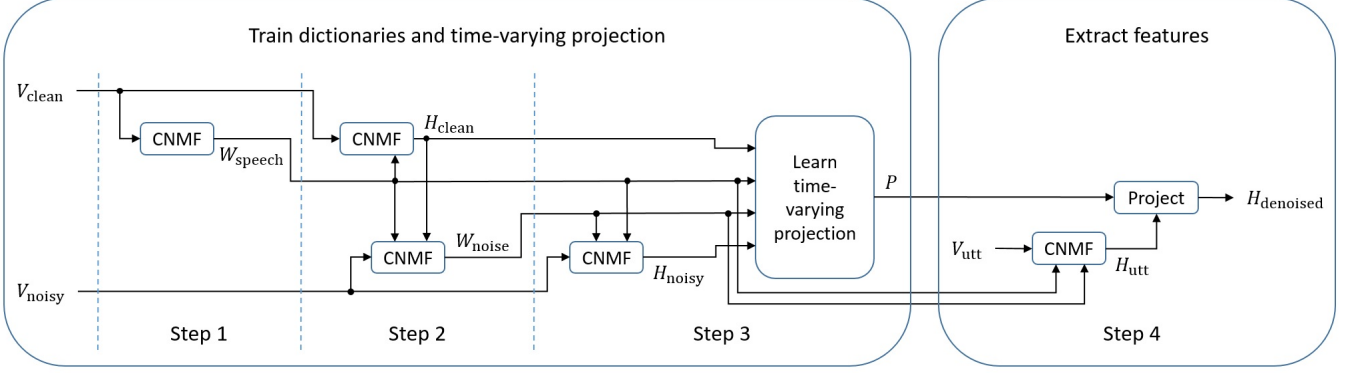 Train dictionaries and time-varying projection
Extract features
V_clean
CNMF
W_speech
CNMF
H_clean
Learn
time-
varying
projection
P
Project
H_denoised
CNMF
W_noise
CNMF
H_noisy
V_utt
CNMF
H_utt
V_noisy
Step 1
Step 2
Step 3
Step 4